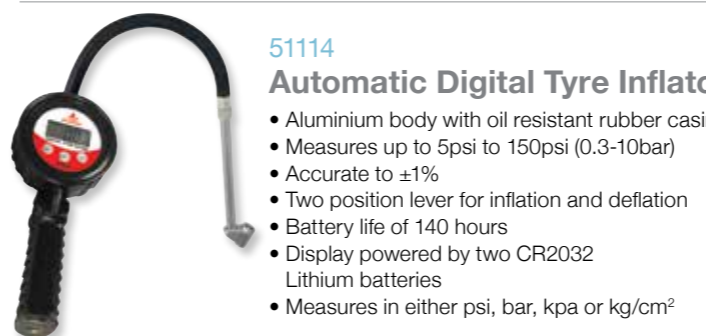 51114
Automatic Digital Tyre Inflato
• Aluminium body with oil resistant rubber casi
• Measures up to 5psi to 150psi (0.3-10bar)
• Accurate to ±1%
• Two position lever for inflation and deflation
• Battery life of 140 hours
• Display powered by two CR2032
Lithium batteries
• Measures in either psi, bar, kpa or kg/cm²